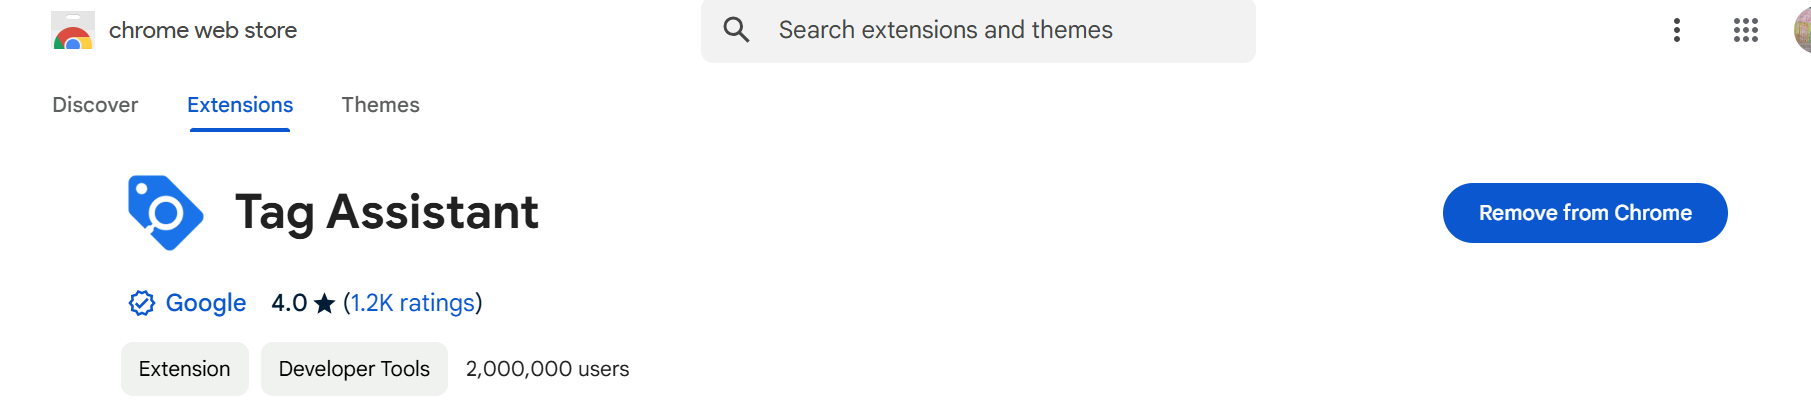 chrome web store
Search extensions and themes
Discover Extensions Themes
Tag Assistant
Remove from Chrome
Google 4.0 ★ (1.2K ratings)
Extension Developer Tools 2,000,000 users